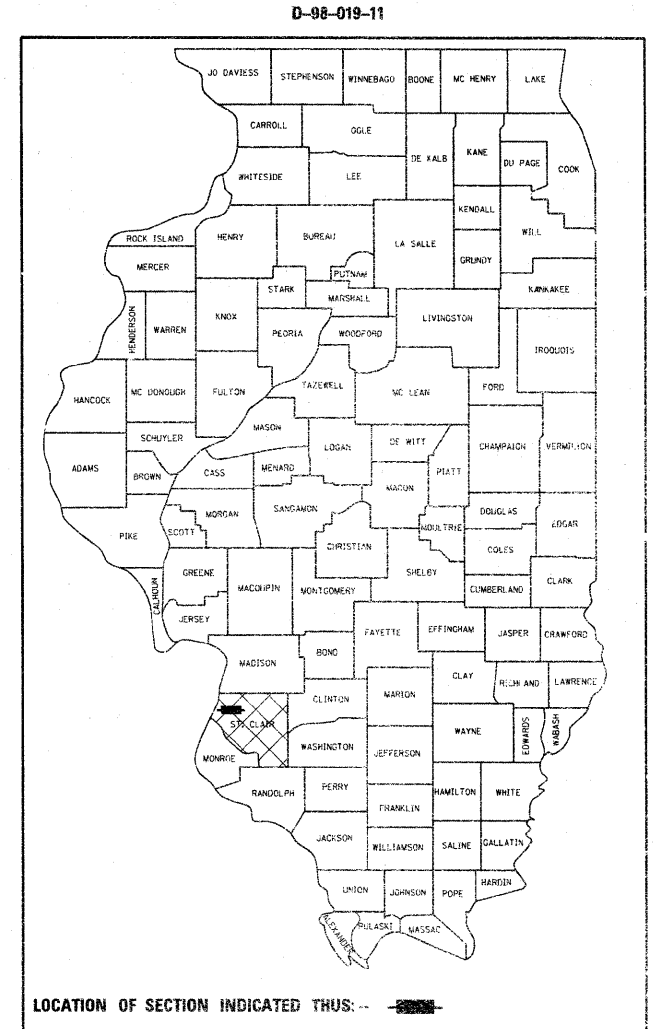 D-98-019-11
JO DAVIESS STEPHENSON WINNEBAGO BOONE MC HENRY LAKE
CARROLL OGLE DE KALB KANE DU PAGE COOK
WHITESIDE LEE
KENDALL WILL
ROCK ISLAND HENRY BUREAU LA SALLE GRUNDY
MERCER PUTNAM KANKAKEE
STARK MARSHALL
HENDERSON WARREN KNOX PEORIA WOODFORD LIVINGSTON IROQUOIS
HANCOCK MC DONOUGH FULTON TAZEWELL MC LEAN FORD
SCHUYLER MASON LOGAN DE WITT CHAMPAIGN VERMILION
ADAMS BROWN CASS MENARD MACON PIATT
PIKE SCOTT MORGAN SANGAMON MOULTRIE DOUGLAS EDGAR
CHRISTIAN COLES
CALHOUN GREENE MACOUPIN MONTGOMERY SHELBY CUMBERLAND CLARK
JERSEY FAYETTE EFFINGHAM JASPER CRAWFORD
MADISON BOND
CLINTON MARION CLAY RICHLAND LAWRENCE
ST. CLAIR WAYNE EDWARDS WABASH
MONROE WASHINGTON JEFFERSON
RANDOLPH PERRY FRANKLIN HAMILTON WHITE
JACKSON WILLIAMSON SALINE GALLATIN
UNION JOHNSON POPE HARDIN
ALEXANDER PULASKI MASSAC
LOCATION OF SECTION INDICATED THUS: --